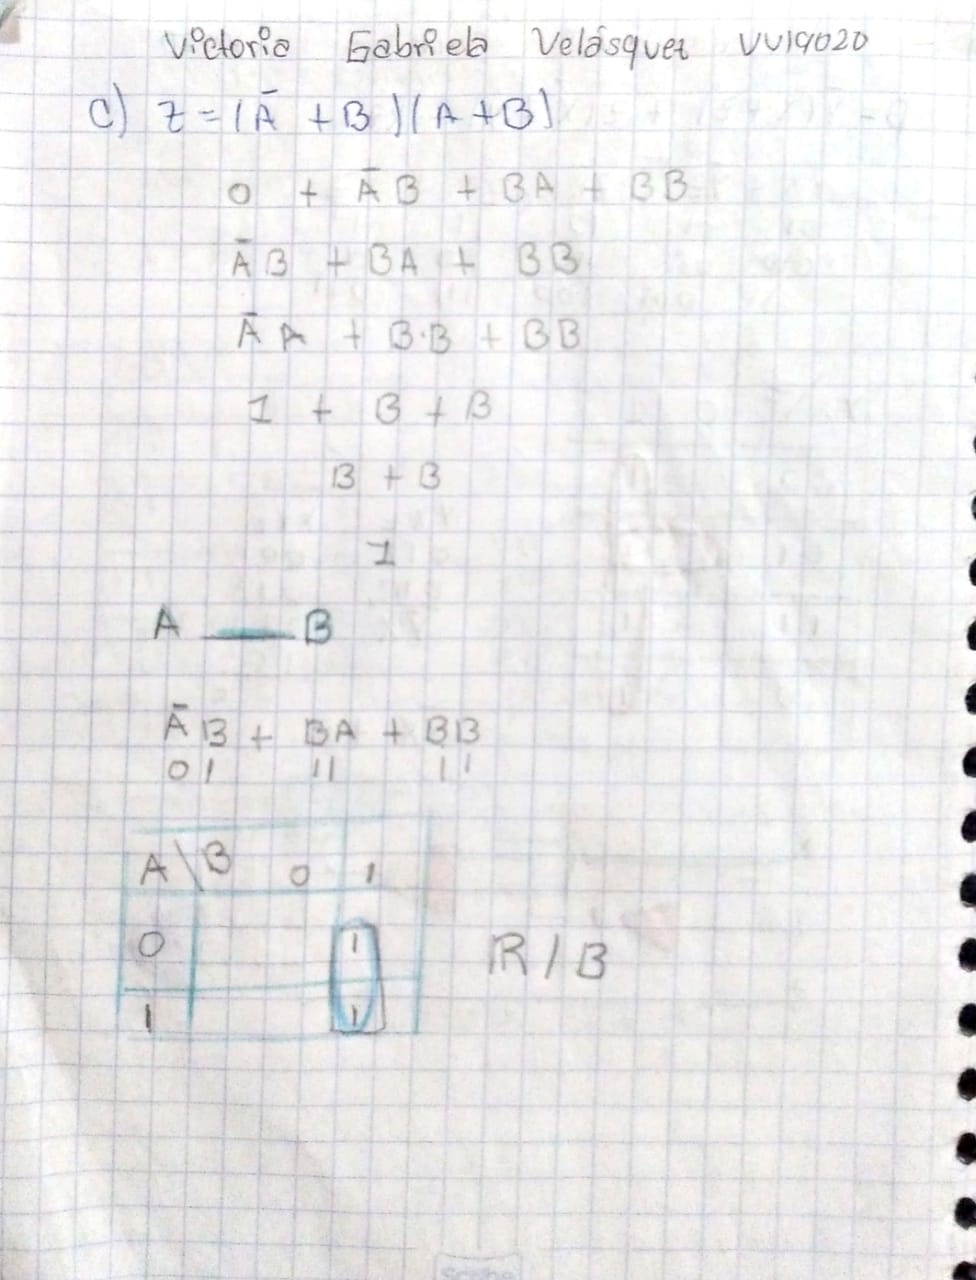 Victoria Gabriela Velásquez VV19020
C) Z = (Ā + B)(A + B)
0 + ĀB + BA + BB
ĀB + BA + BB
ĀA + B·B + BB
1 + B + B
B + B
1
A — B
ĀB + BA + BB
01 11 11
A\B 0 1
0 1
1 1
R/B